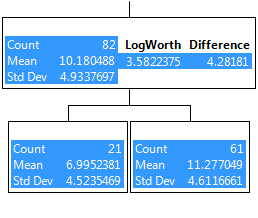 Count 82 LogWorth Difference
Mean 10.180488 3.5822375 4.28181
Std Dev 4.9337697
Count 21
Mean 6.9952381
Std Dev 4.5235469
Count 61
Mean 11.277049
Std Dev 4.6116661